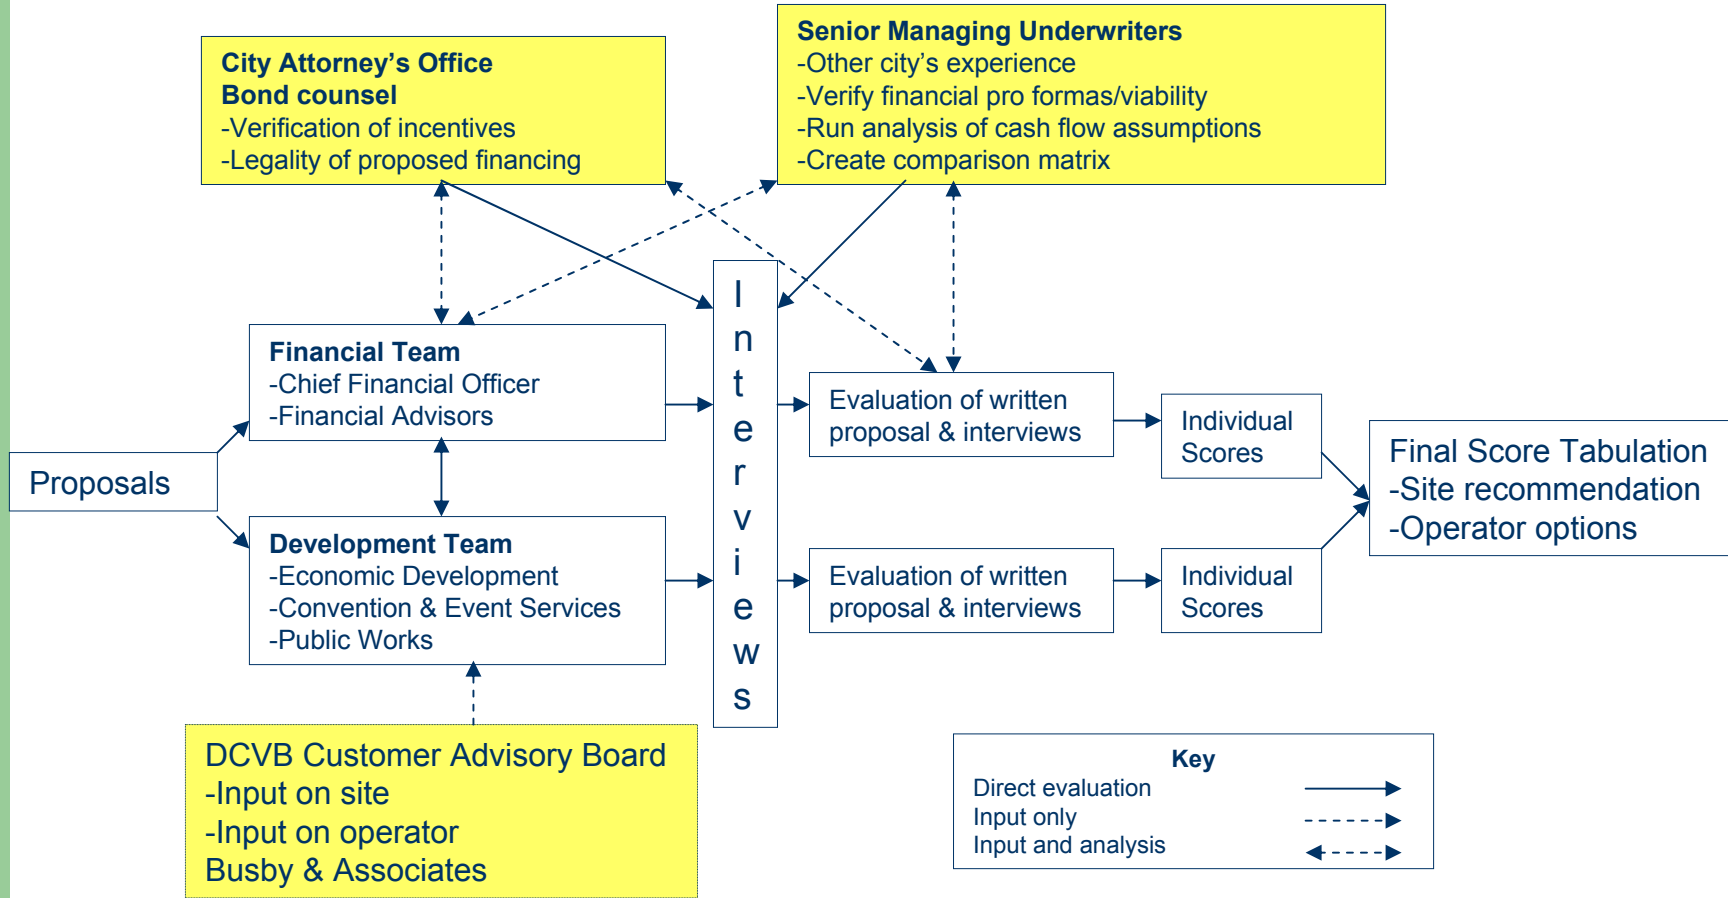 City Attorney’s Office
Bond counsel
-Verification of incentives
-Legality of proposed financing
Senior Managing Underwriters
-Other city’s experience
-Verify financial pro formas/viability
-Run analysis of cash flow assumptions
-Create comparison matrix
Proposals
Financial Team
-Chief Financial Officer
-Financial Advisors
Development Team
-Economic Development
-Convention & Event Services
-Public Works
DCVB Customer Advisory Board
-Input on site
-Input on operator
Busby & Associates
I
n
t
e
r
v
i
e
w
s
Evaluation of written
proposal & interviews
Individual
Scores
Evaluation of written
proposal & interviews
Individual
Scores
Final Score Tabulation
-Site recommendation
-Operator options
Key
Direct evaluation
Input only
Input and analysis